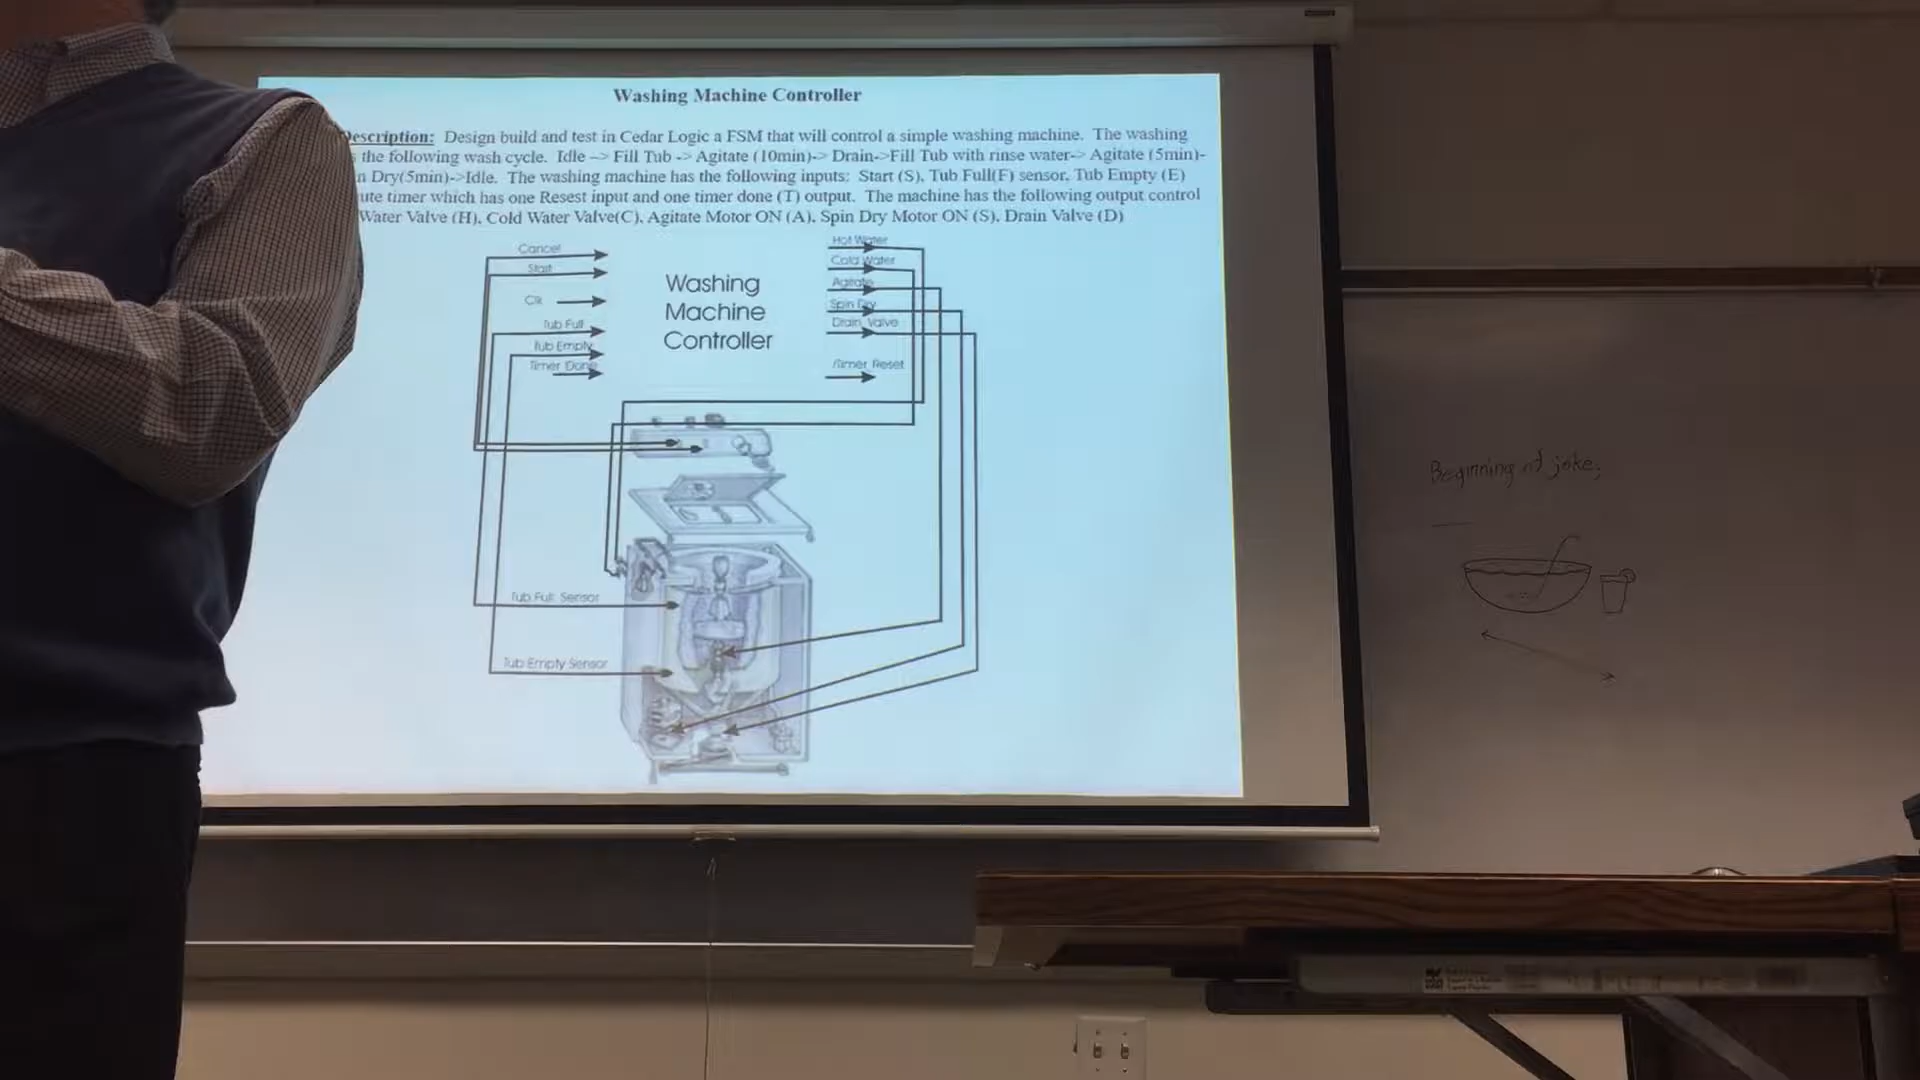 Washing Machine Controller
Description: Design build and test in Cedar Logic a FSM that will control a simple washing machine. The washing
the following wash cycle. Idle -> Fill Tub -> Agitate (10min)-> Drain->Fill Tub with rinse water-> Agitate (5min)-
n Dry(5min)->Idle. The washing machine has the following inputs: Start (S), Tub Full(F) sensor, Tub Empty (E)
ute timer which has one Resest input and one timer done (T) output. The machine has the following output control
Water Valve (H), Cold Water Valve(C), Agitate Motor ON (A), Spin Dry Motor ON (S), Drain Valve (D)
Cancel
Start
Clk
Tub Full
Tub Empty
Timer Done
Washing
Machine
Controller
Hot Water
Cold Water
Agitate
Spin Dry
Drain Valve
/Timer Reset
Tub Full Sensor
Tub Empty Sensor
Beginning of joke;